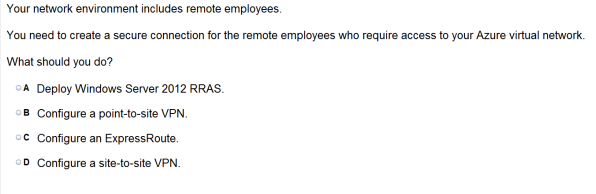 Your network environment includes remote employees.
You need to create a secure connection for the remote employees who require access to your Azure virtual network.
What should you do?
A Deploy Windows Server 2012 RRAS.
B Configure a point-to-site VPN.
C Configure an ExpressRoute.
D Configure a site-to-site VPN.